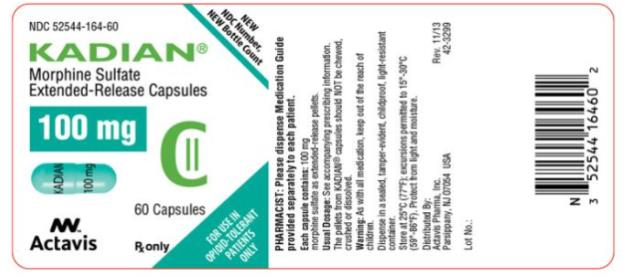 NDC 52544-164-60
KADIAN®
Morphine Sulfate
Extended-Release Capsules
100 mg
CII
KADIAN
100 mg
60 Capsules
Actavis
Rx only
NEW
NDC Number,
NEW Bottle Count
FOR USE IN
OPIOID-TOLERANT
PATIENTS
ONLY
PHARMACIST: Please dispense Medication Guide
provided separately to each patient.
Each capsule contains: 100 mg
morphine sulfate as extended-release pellets.
Usual Dosage: See accompanying prescribing information.
The pellets from KADIAN® capsules should NOT be chewed,
crushed or dissolved.
Warning: As with all medication, keep out of the reach of
children.
Dispense in a sealed, tamper-evident, childproof, light-resistant
container.
Store at 25°C (77°F); excursions permitted to 15°-30°C
(59°-86°F). Protect from light and moisture.
Distributed By:
Actavis Pharma, Inc.
Parsippany, NJ 07054 USA
Rev. 11/13
42-3299
Lot No.:
N
3 52544 16460 2